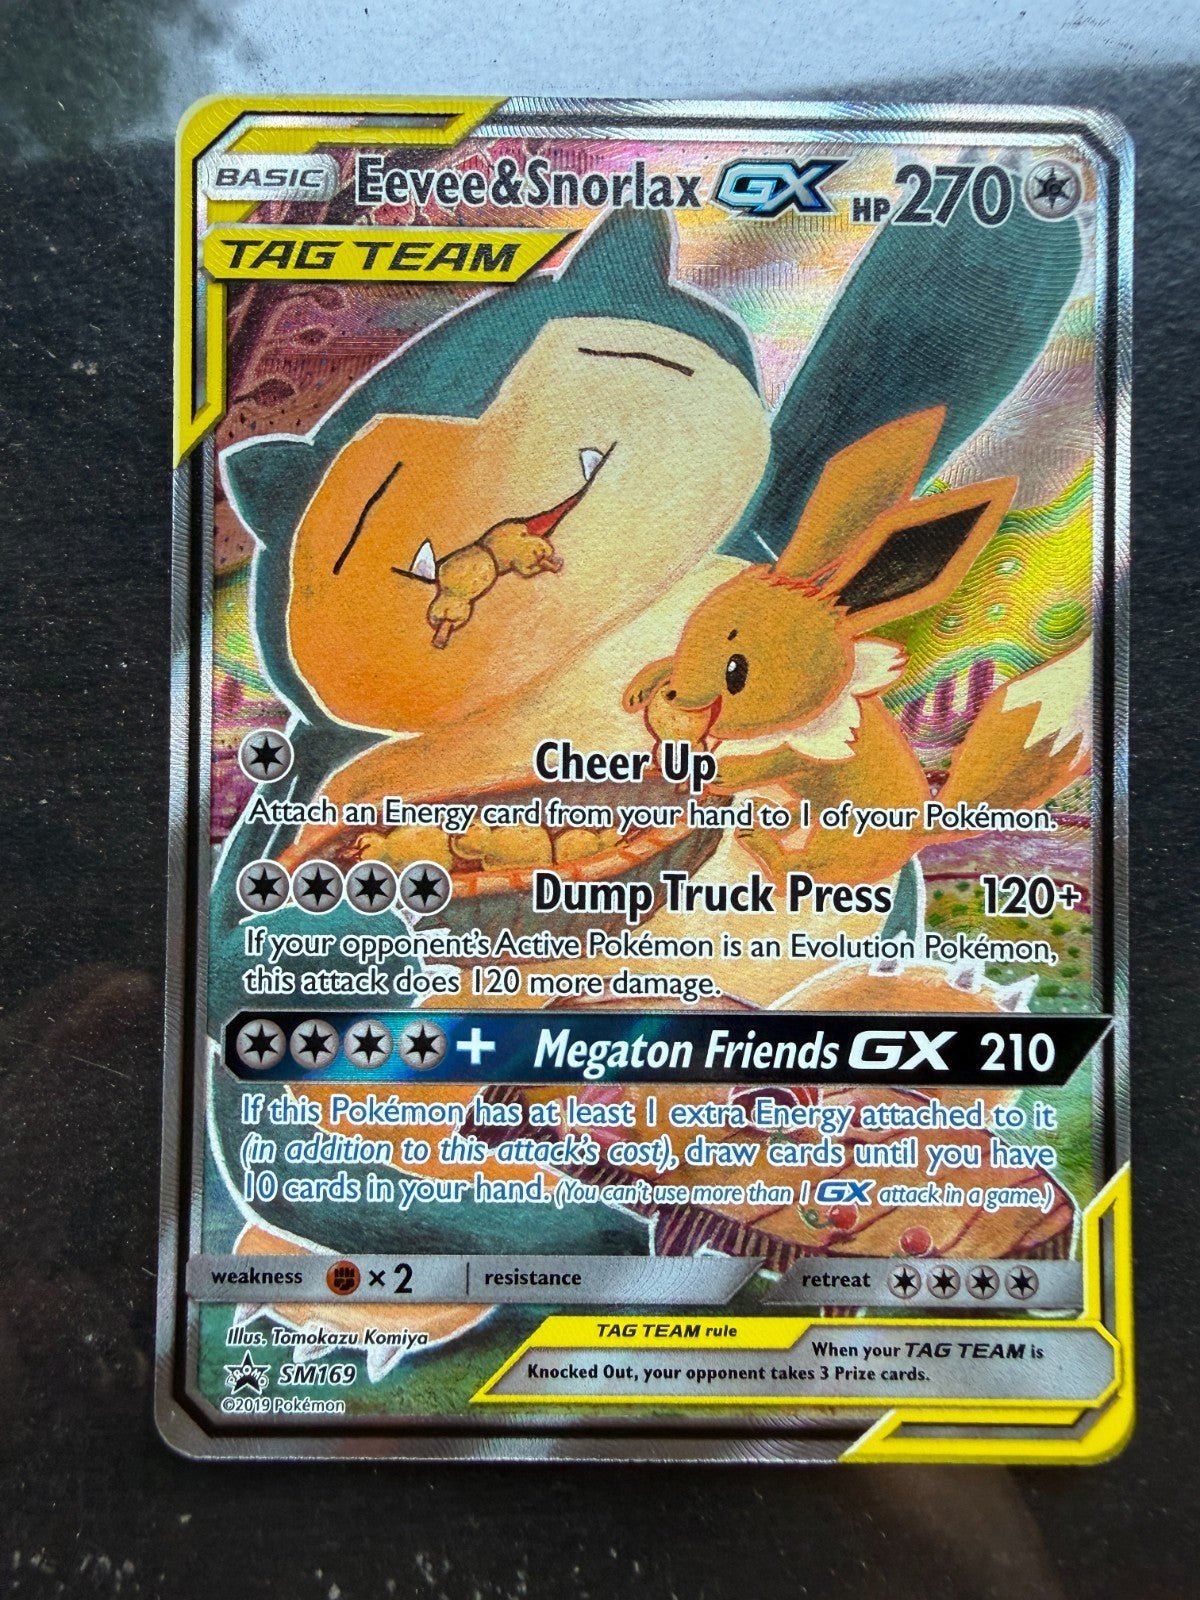 BASIC Eevee&Snorlax GX HP 270
TAG TEAM
Cheer Up
Attach an Energy card from your hand to 1 of your Pokémon.
Dump Truck Press 120+
If your opponent's Active Pokémon is an Evolution Pokémon,
this attack does 120 more damage.
+ Megaton Friends GX 210
If this Pokémon has at least 1 extra Energy attached to it
(in addition to this attack's cost), draw cards until you have
10 cards in your hand. (You can't use more than 1 GX attack in a game.)
weakness ×2 resistance retreat
Illus. Tomokazu Komiya
SM169
©2019 Pokémon
TAG TEAM rule
When your TAG TEAM is
Knocked Out, your opponent takes 3 Prize cards.